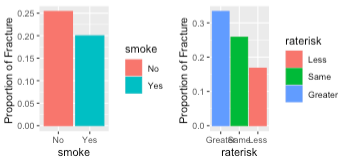 Proportion of Fracture
0.25
0.20
0.15
0.10
0.05
0.00
No
Yes
smoke
smoke
No
Yes
Proportion of Fracture
0.3
0.2
0.1
0.0
Greater
Same
Less
raterisk
raterisk
Less
Same
Greater